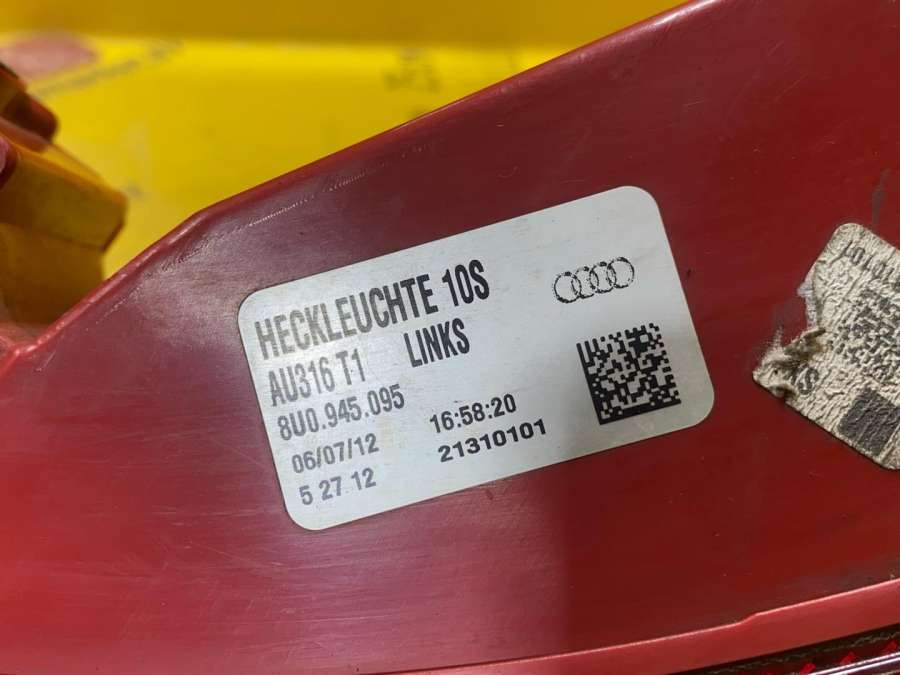 HECKLEUCHTE 10S
AU316 T1 LINKS
8U0.945.095
06/07/12 16:58:20
5 27 12 21310101